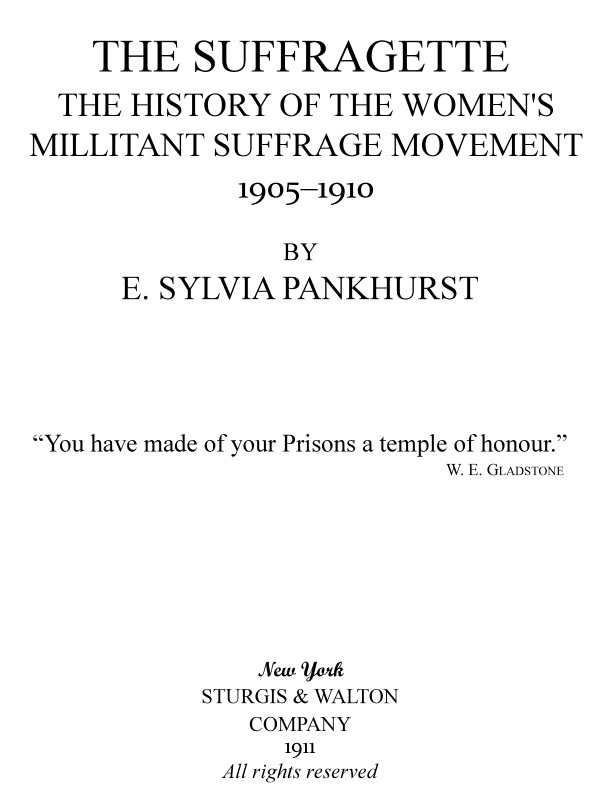 THE SUFFRAGETTE
THE HISTORY OF THE WOMEN'S
MILLITANT SUFFRAGE MOVEMENT
1905–1910
BY
E. SYLVIA PANKHURST
“You have made of your Prisons a temple of honour.”
W. E. Gladstone
New York
STURGIS & WALTON
COMPANY
1911
All rights reserved